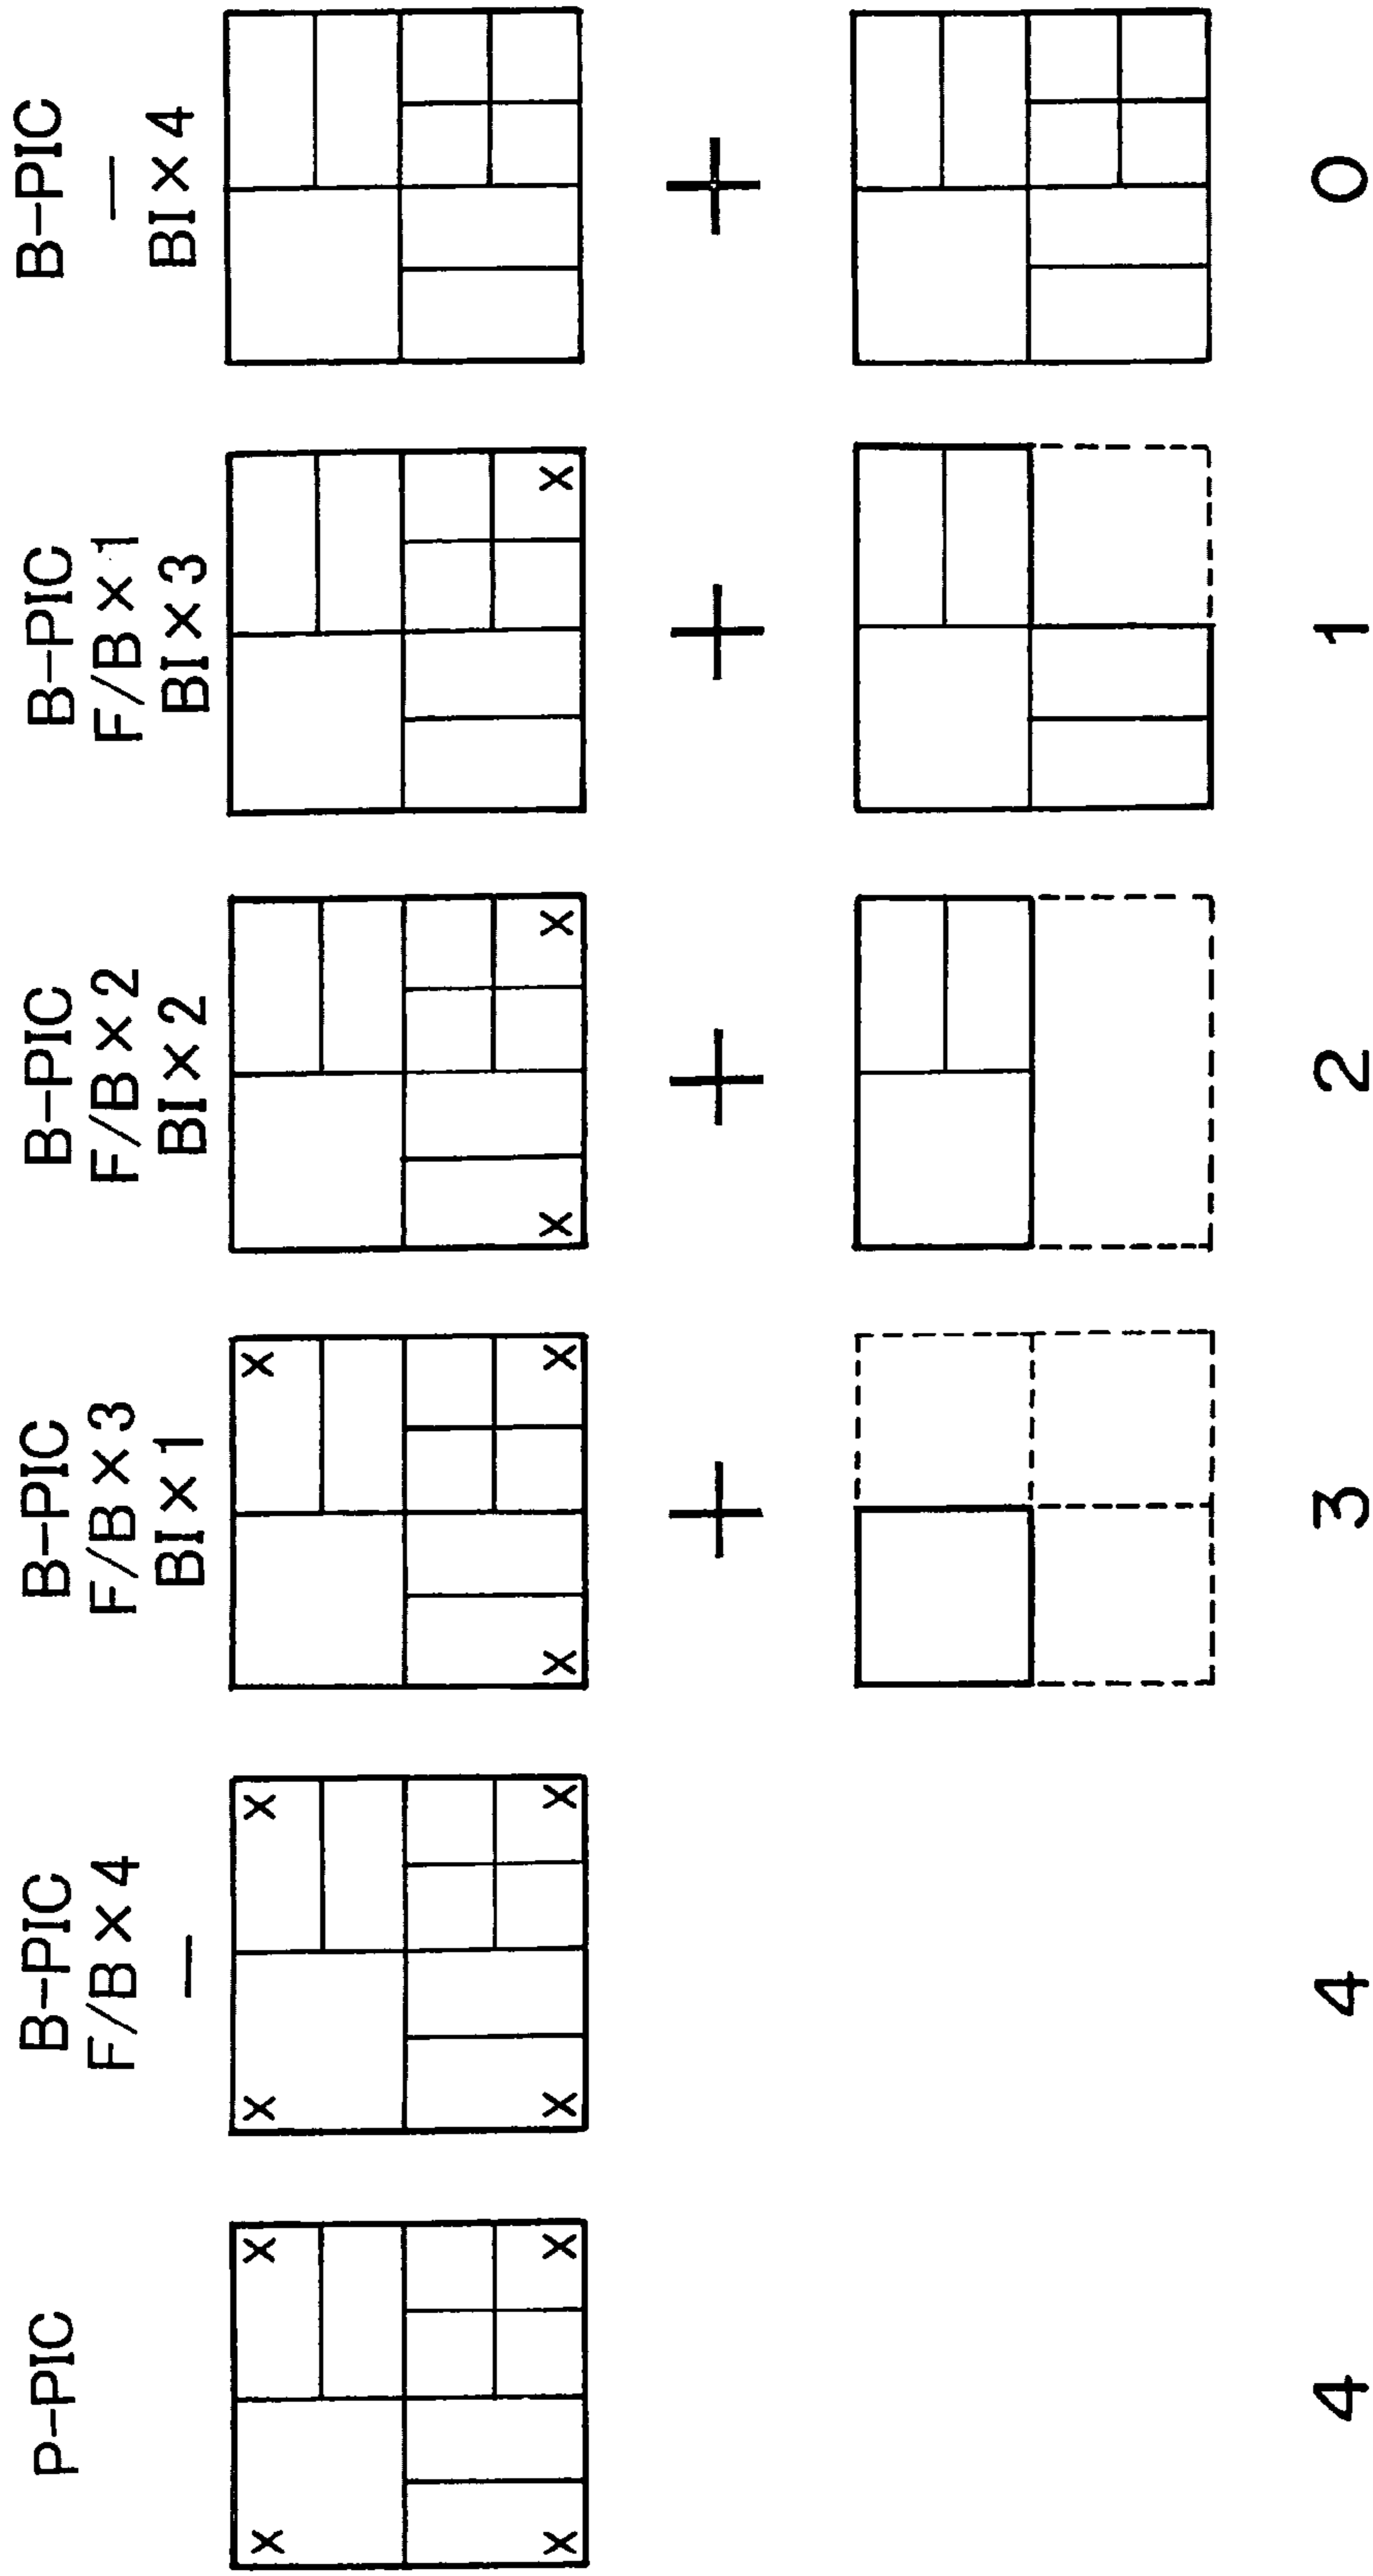 P-PIC
B-PIC
F/B×4
—
B-PIC
F/B×3
BI×1
B-PIC
F/B×2
BI×2
B-PIC
F/B×1
BI×3
B-PIC
—
BI×4
X X
X X
X X
X X
X
X X
X X
X
+ + + +
4 4 3 2 1 0